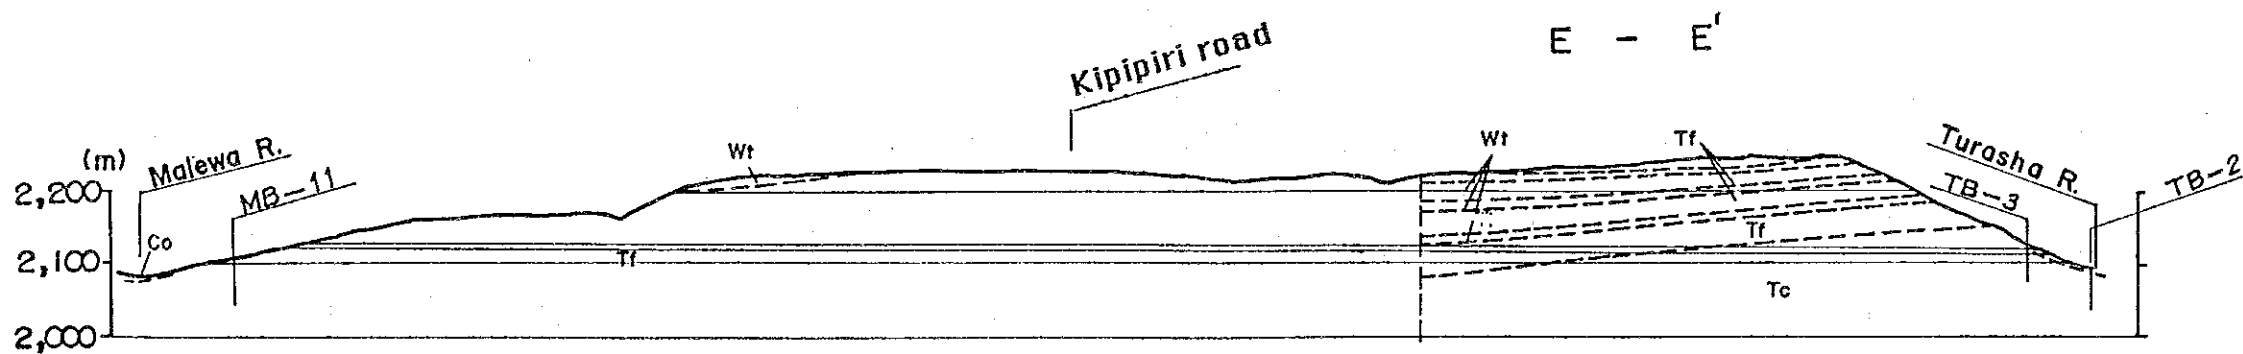 E - E'
Kipipiri road
(m)
Malewa R.
MB-11
Wt
Wt
Tf
Turasha R.
TB-3
TB-2
2,200
Co
2,100
Tf
Tf
Tc
2,000